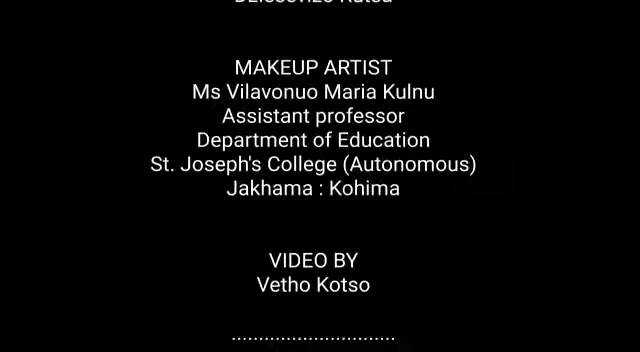 MAKEUP ARTIST
Ms Vilavonuo Maria Kulnu
Assistant professor
Department of Education
St. Joseph's College (Autonomous)
Jakhama : Kohima
VIDEO BY
Vetho Kotso
..............................